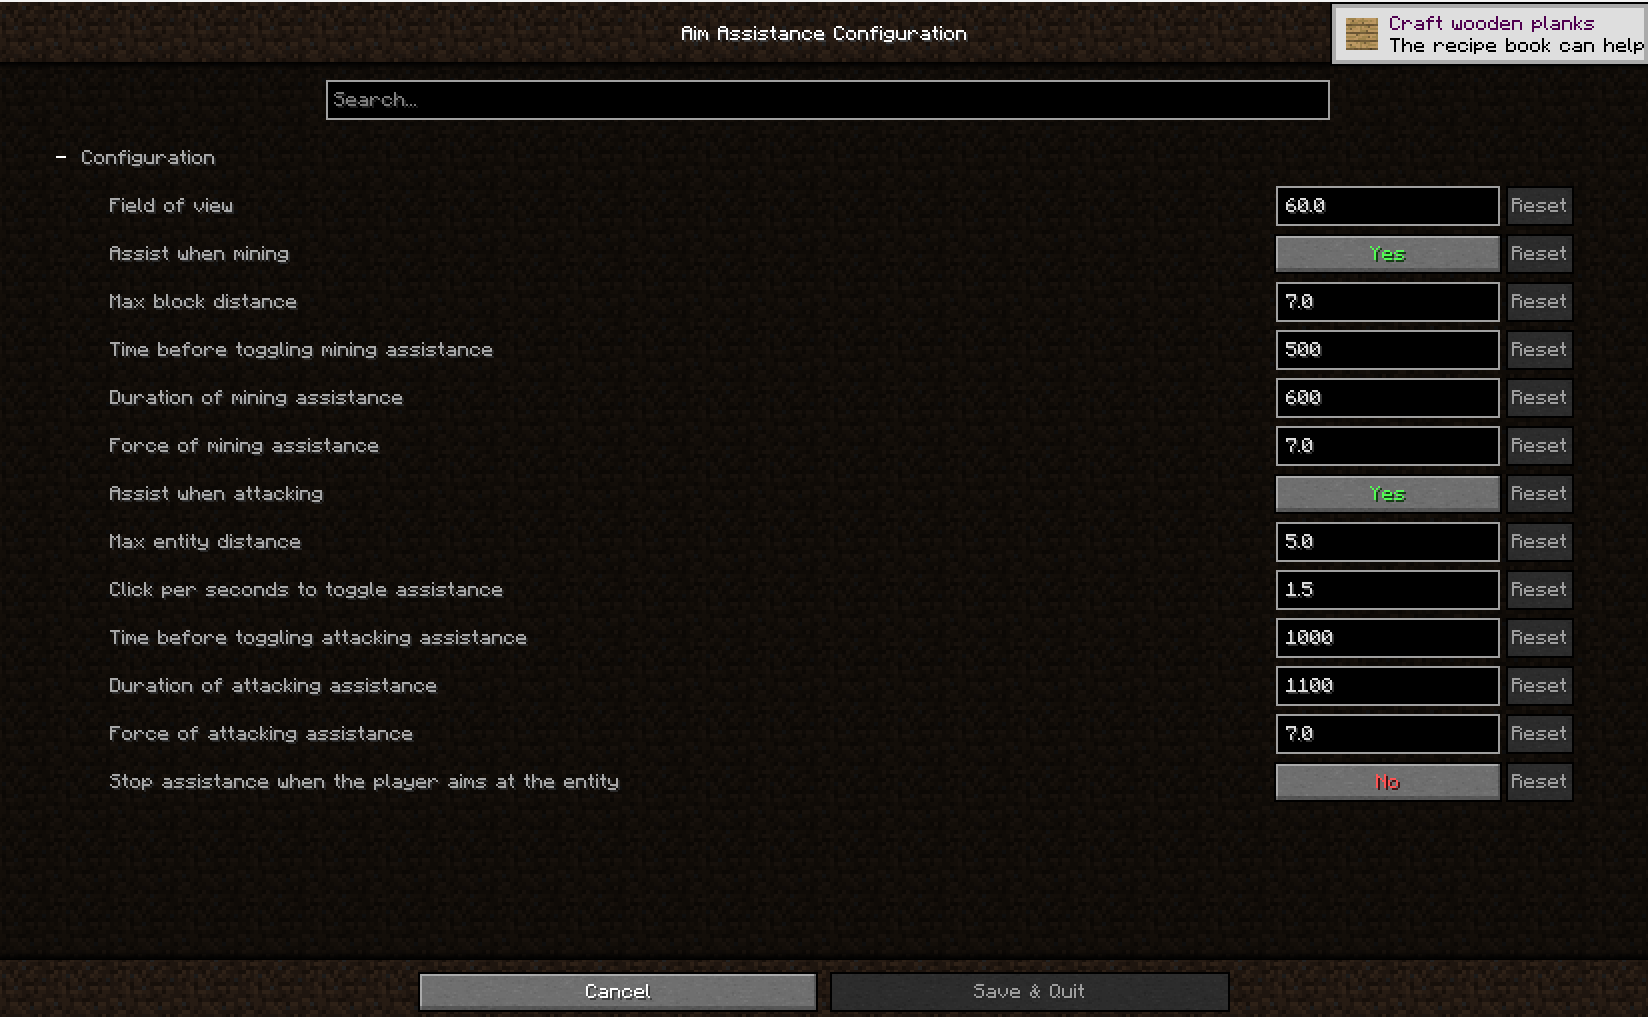 Aim Assistance Configuration
Craft wooden planks
The recipe book can help
Search...
- Configuration
Field of view 60.0 Reset
Assist when mining Yes Reset
Max block distance 7.0 Reset
Time before toggling mining assistance 500 Reset
Duration of mining assistance 600 Reset
Force of mining assistance 7.0 Reset
Assist when attacking Yes Reset
Max entity distance 5.0 Reset
Click per seconds to toggle assistance 1.5 Reset
Time before toggling attacking assistance 1000 Reset
Duration of attacking assistance 1100 Reset
Force of attacking assistance 7.0 Reset
Stop assistance when the player aims at the entity No Reset
Cancel Save & Quit